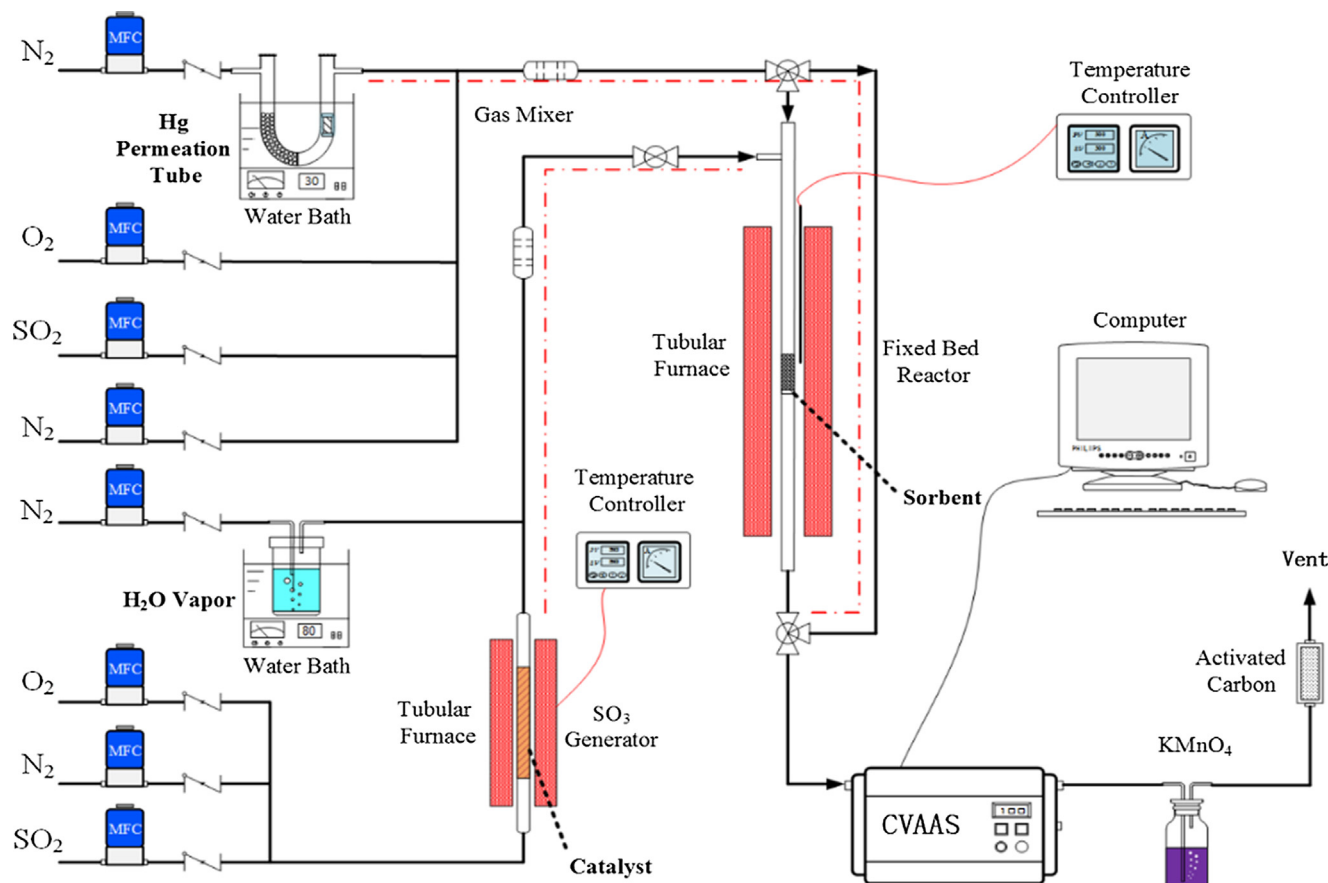 N2
MFC
Hg
Permeation
Tube
30
Water Bath
Gas Mixer
Temperature
Controller
O2
MFC
SO2
MFC
N2
MFC
N2
MFC
H2O Vapor
80
Water Bath
Tubular
Furnace
Fixed Bed
Reactor
Sorbent
Computer
PHILIPS
Temperature
Controller
O2
MFC
N2
MFC
SO2
MFC
Tubular
Furnace
SO3
Generator
Catalyst
CVAAS
KMnO4
Activated
Carbon
Vent